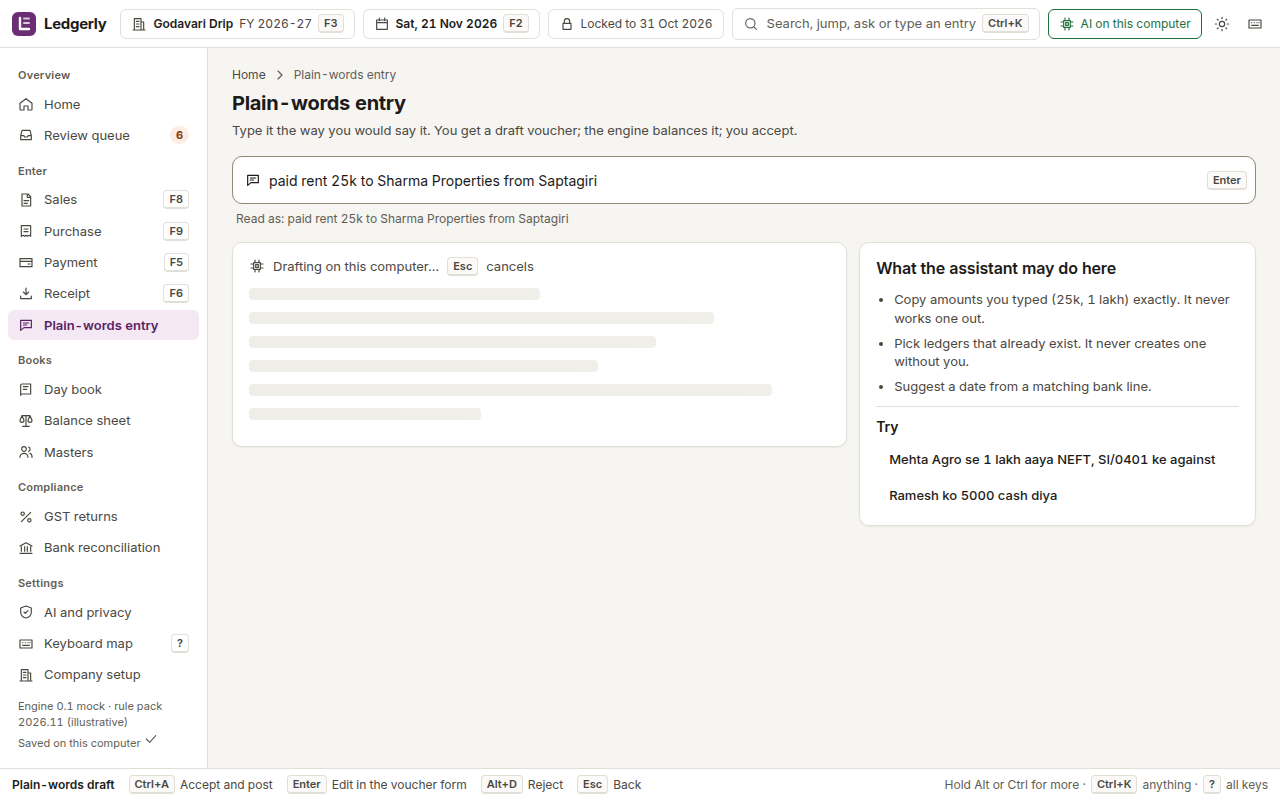 Ledgerly
Godavari Drip FY 2026-27 F3
Sat, 21 Nov 2026 F2
Locked to 31 Oct 2026
Search, jump, ask or type an entry Ctrl+K
AI on this computer
Overview
Home
Review queue 6
Enter
Sales F8
Purchase F9
Payment F5
Receipt F6
Plain-words entry
Books
Day book
Balance sheet
Masters
Compliance
GST returns
Bank reconciliation
Settings
AI and privacy
Keyboard map ?
Company setup
Engine 0.1 mock · rule pack
2026.11 (illustrative)
Saved on this computer
Home > Plain-words entry
Plain-words entry
Type it the way you would say it. You get a draft voucher; the engine balances it; you accept.
paid rent 25k to Sharma Properties from Saptagiri Enter
Read as: paid rent 25k to Sharma Properties from Saptagiri
Drafting on this computer... Esc cancels
What the assistant may do here
• Copy amounts you typed (25k, 1 lakh) exactly. It never
works one out.
• Pick ledgers that already exist. It never creates one
without you.
• Suggest a date from a matching bank line.
Try
Mehta Agro se 1 lakh aaya NEFT, SI/0401 ke against
Ramesh ko 5000 cash diya
Plain-words draft Ctrl+A Accept and post Enter Edit in the voucher form Alt+D Reject Esc Back
Hold Alt or Ctrl for more · Ctrl+K anything · ? all keys